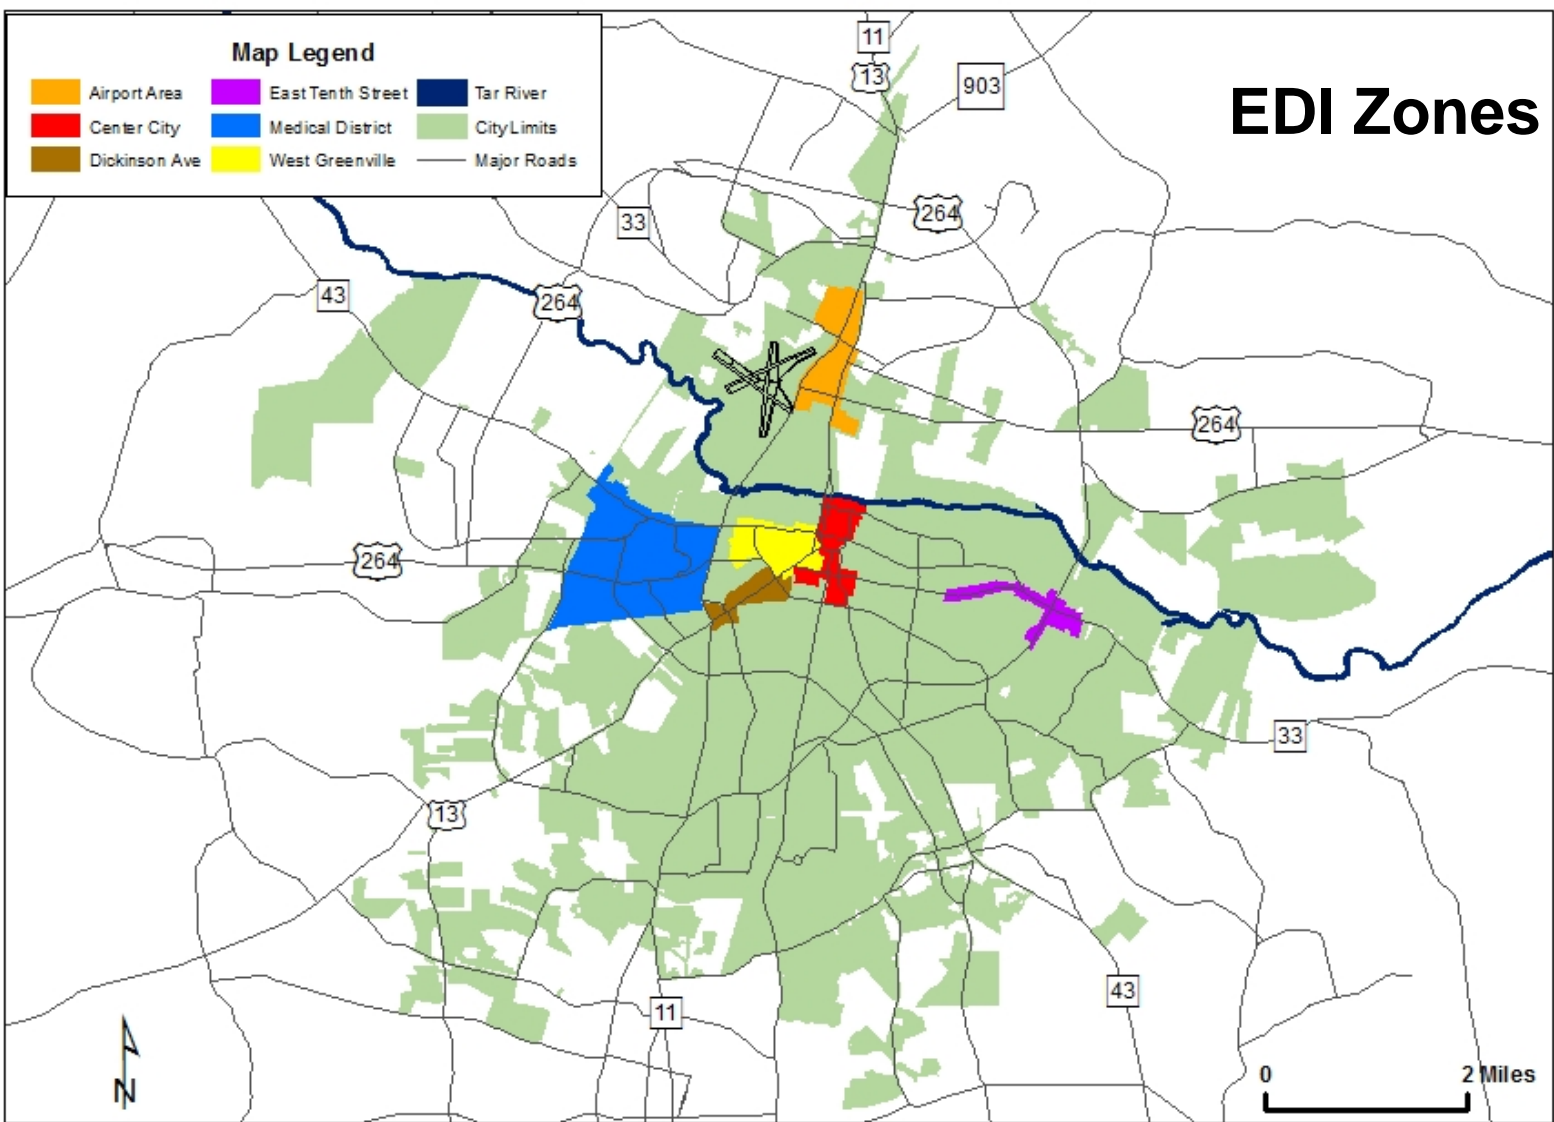 11
13
903
EDI Zones
Map Legend
Airport Area East Tenth Street Tar River
Center City Medical District City Limits
Dickinson Ave West Greenville Major Roads
264
33
43
264
264
264
33
13
43
11
0 2 Miles
N